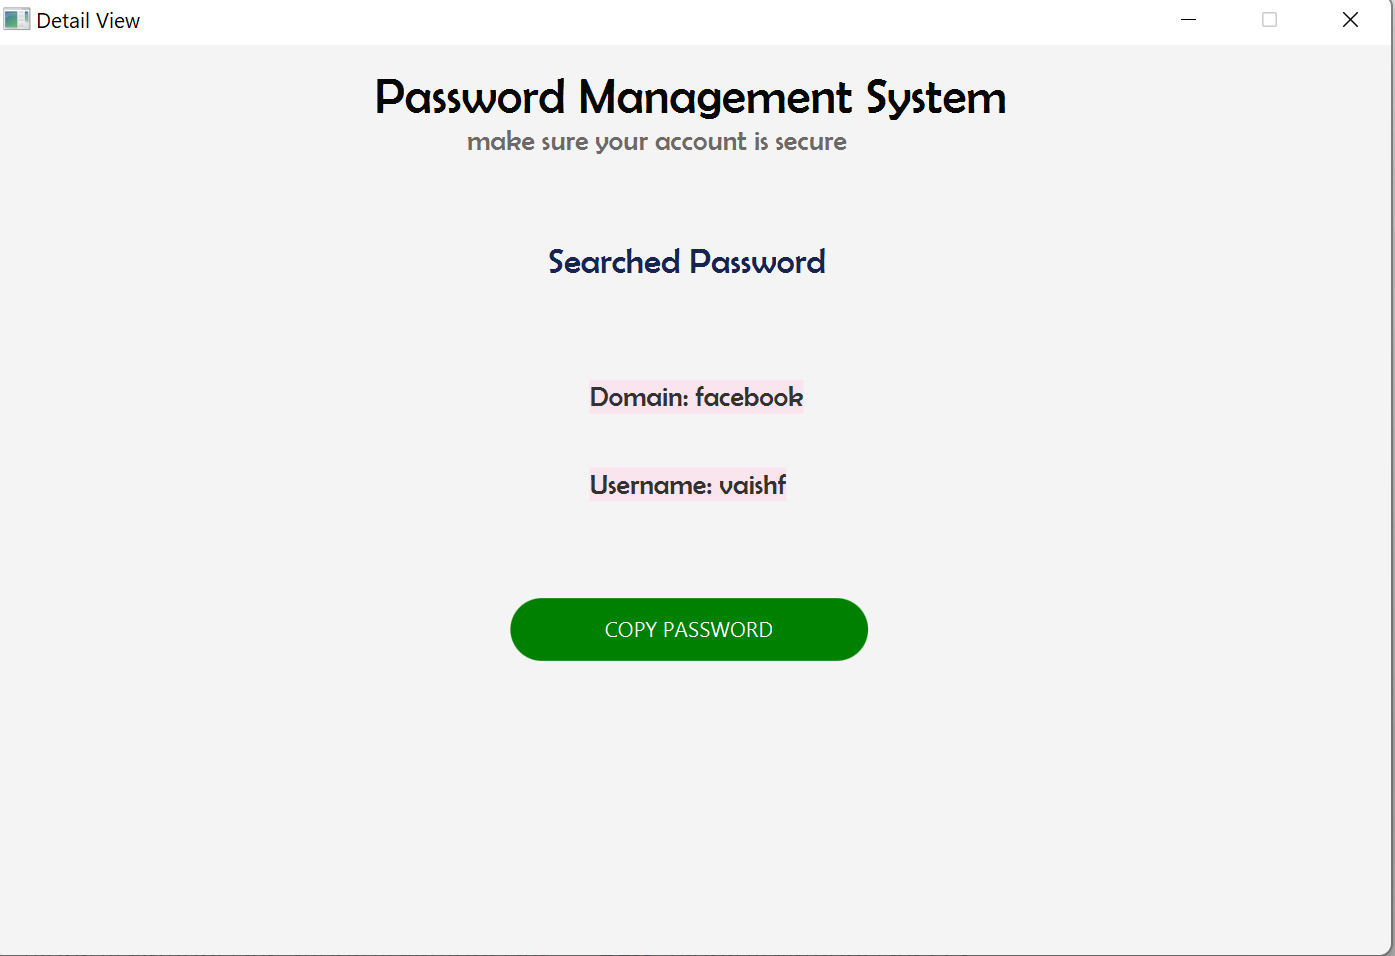 Detail View
Password Management System
make sure your account is secure
Searched Password
Domain: facebook
Username: vaishf
COPY PASSWORD